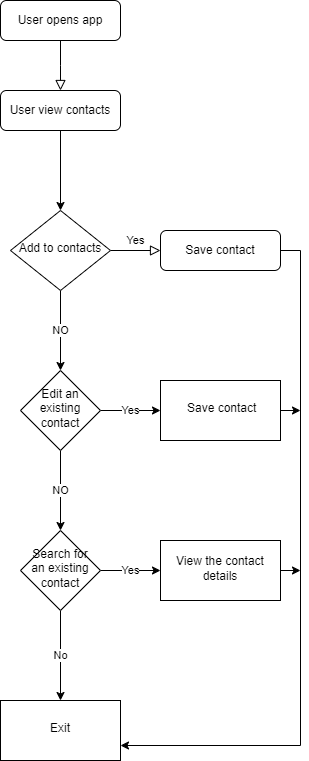 User opens app
User view contacts
Add to contacts
Yes
Save contact
NO
Edit an
existing
contact
Yes
Save contact
NO
Search for
an existing
contact
Yes
View the contact
details
No
Exit